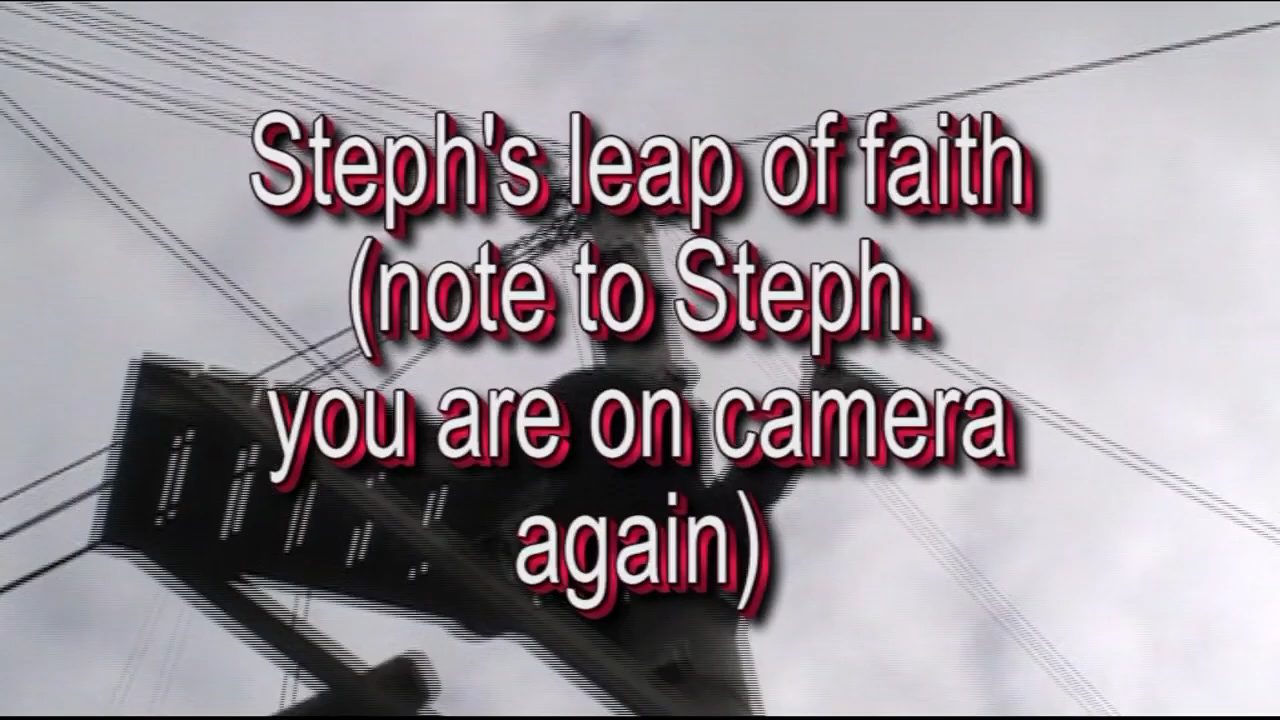 Steph's leap of faith
(note to Steph.
you are on camera
again)